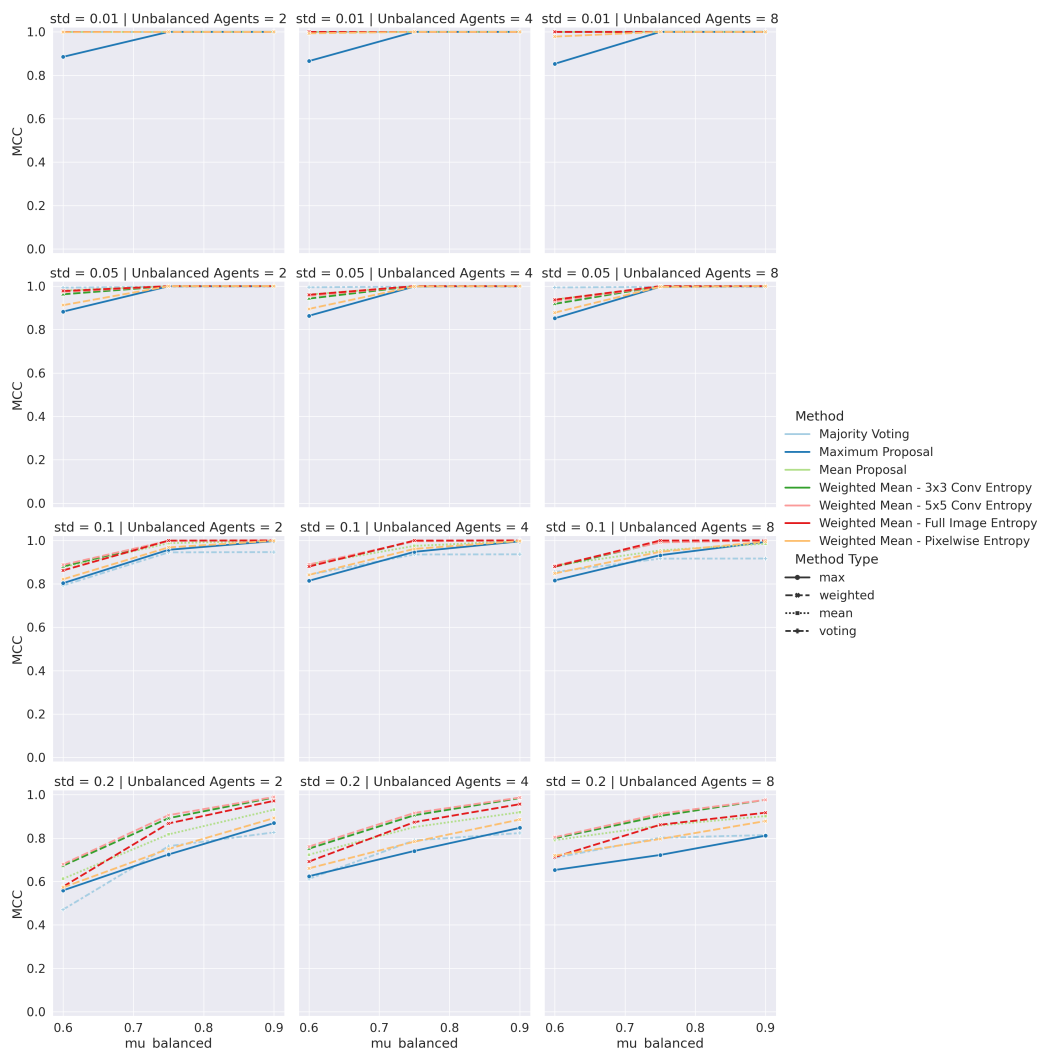 std = 0.01 | Unbalanced Agents = 2
std = 0.01 | Unbalanced Agents = 4
std = 0.01 | Unbalanced Agents = 8
1.0
0.8
0.6
0.4
0.2
0.0
MCC
std = 0.05 | Unbalanced Agents = 2
std = 0.05 | Unbalanced Agents = 4
std = 0.05 | Unbalanced Agents = 8
1.0
0.8
0.6
0.4
0.2
0.0
MCC
std = 0.1 | Unbalanced Agents = 2
std = 0.1 | Unbalanced Agents = 4
std = 0.1 | Unbalanced Agents = 8
1.0
0.8
0.6
0.4
0.2
0.0
MCC
std = 0.2 | Unbalanced Agents = 2
std = 0.2 | Unbalanced Agents = 4
std = 0.2 | Unbalanced Agents = 8
1.0
0.8
0.6
0.4
0.2
0.0
MCC
0.6 0.7 0.8 0.9
mu_balanced
0.6 0.7 0.8 0.9
mu_balanced
0.6 0.7 0.8 0.9
mu_balanced
Method
Majority Voting
Maximum Proposal
Mean Proposal
Weighted Mean - 3x3 Conv Entropy
Weighted Mean - 5x5 Conv Entropy
Weighted Mean - Full Image Entropy
Weighted Mean - Pixelwise Entropy
Method Type
max
weighted
mean
voting